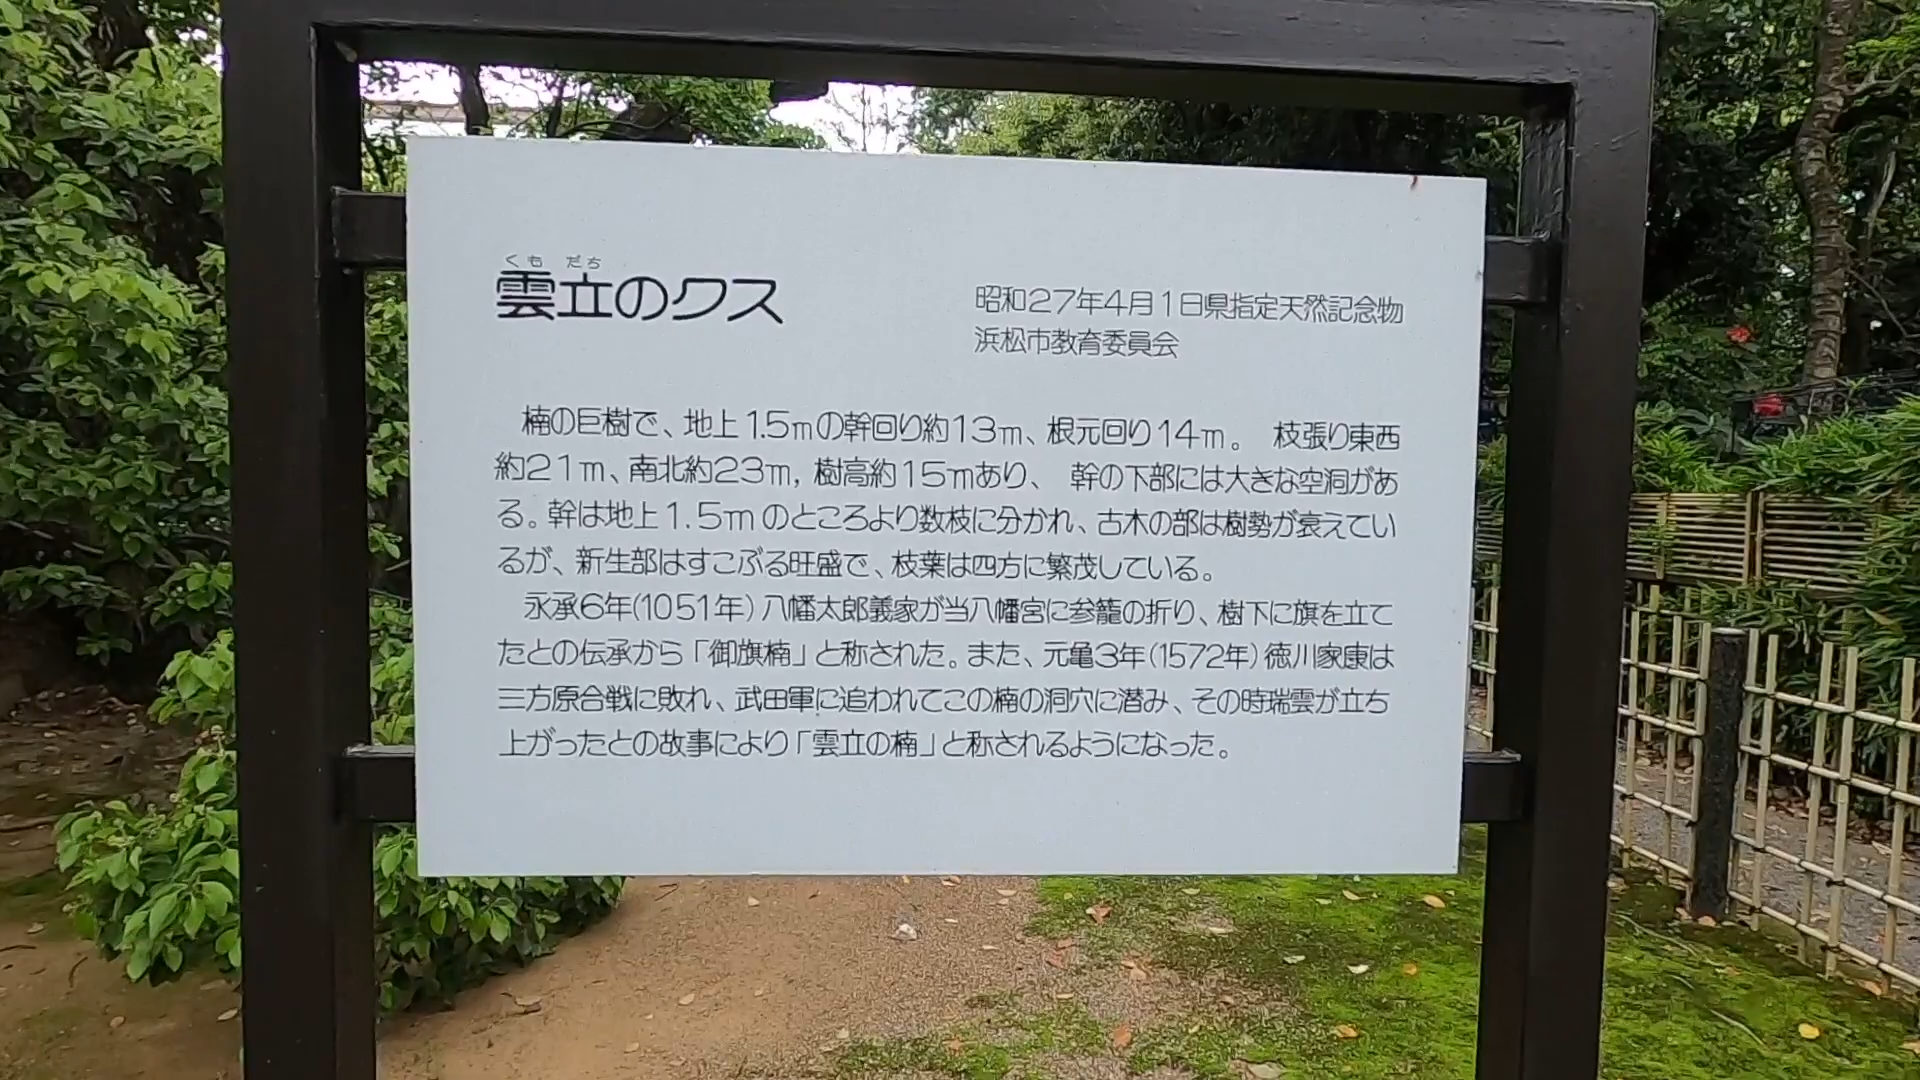 くもだち
雲立のクス
昭和27年4月1日県指定天然記念物
浜松市教育委員会
楠の巨樹で、地上1.5mの幹回り約13m、根元回り14m。 枝張り東西
約21m、南北約23m, 樹高約15mあり、 幹の下部には大きな空洞があ
る。幹は地上1.5mのところより数枝に分かれ、古木の部は樹勢が衰えてい
るが、新生部はすこぶる旺盛で、枝葉は四方に繁茂している。
永承6年(1051年)八幡太郎義家が当八幡宮に参籠の折り、樹下に旗を立て
たとの伝承から「御旗楠」と称された。また、元亀3年(1572年)徳川家康は
三方原合戦に敗れ、武田軍に追われてこの楠の洞穴に潜み、その時瑞雲が立ち
上がったとの故事により「雲立の楠」と称されるようになった。